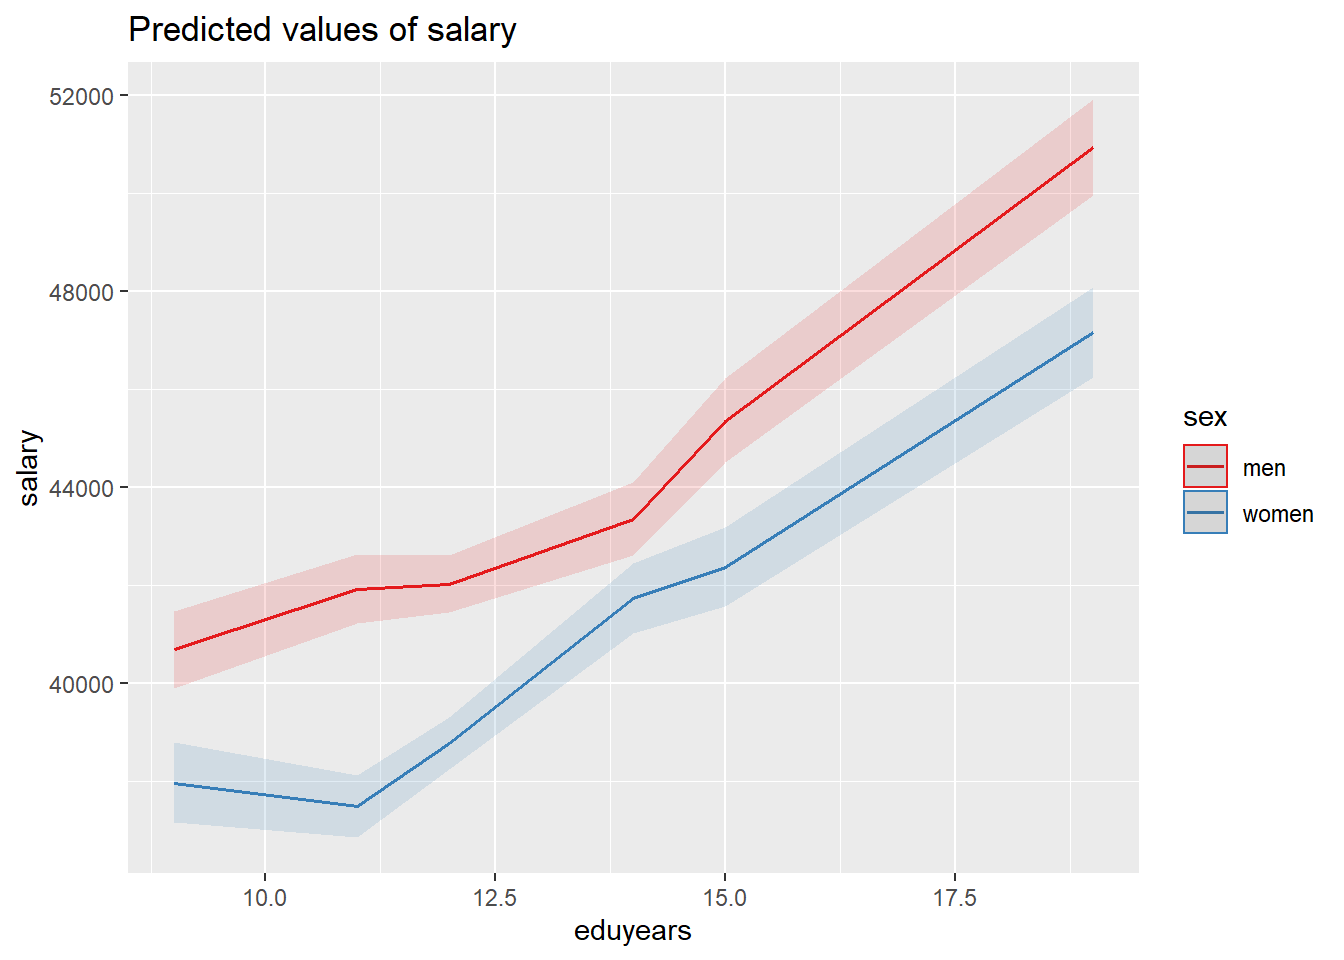 Predicted values of salary
52000
48000
44000
40000
salary
10.0 12.5 15.0 17.5
eduyears
sex
men
women